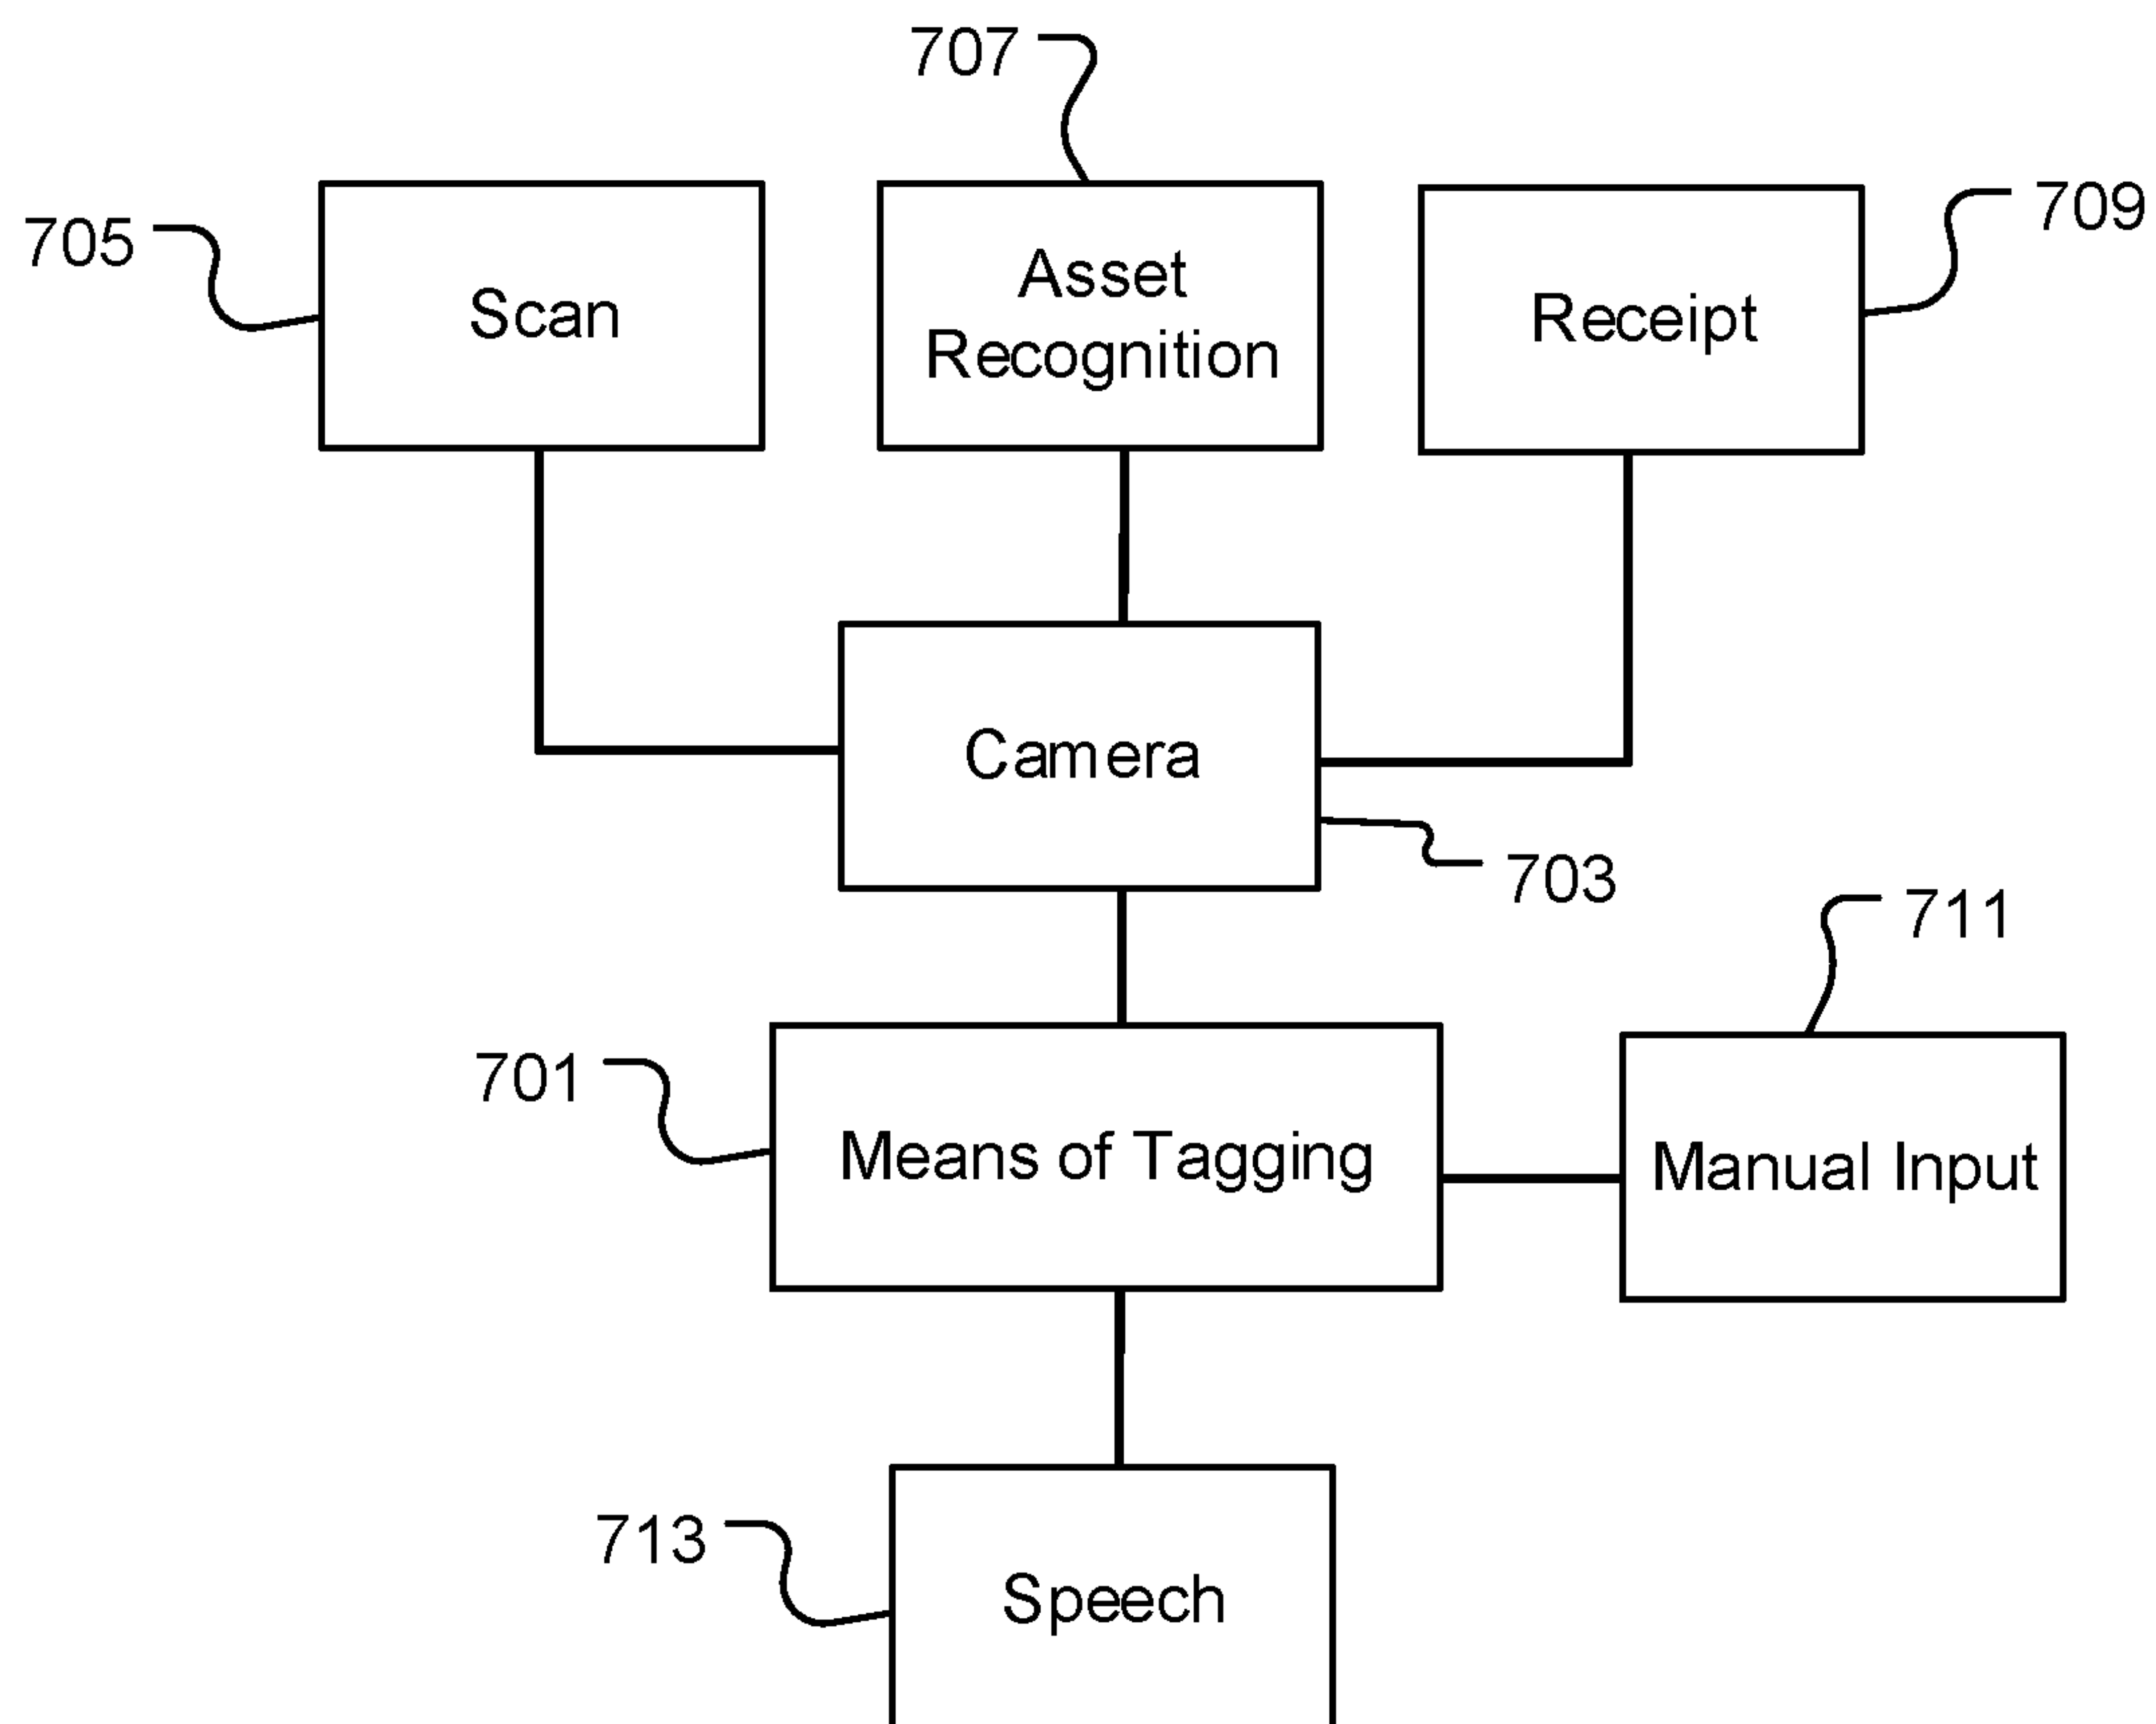 707
705
Scan
Asset
Recognition
Receipt
709
Camera
703
711
701
Means of Tagging
Manual Input
713
Speech